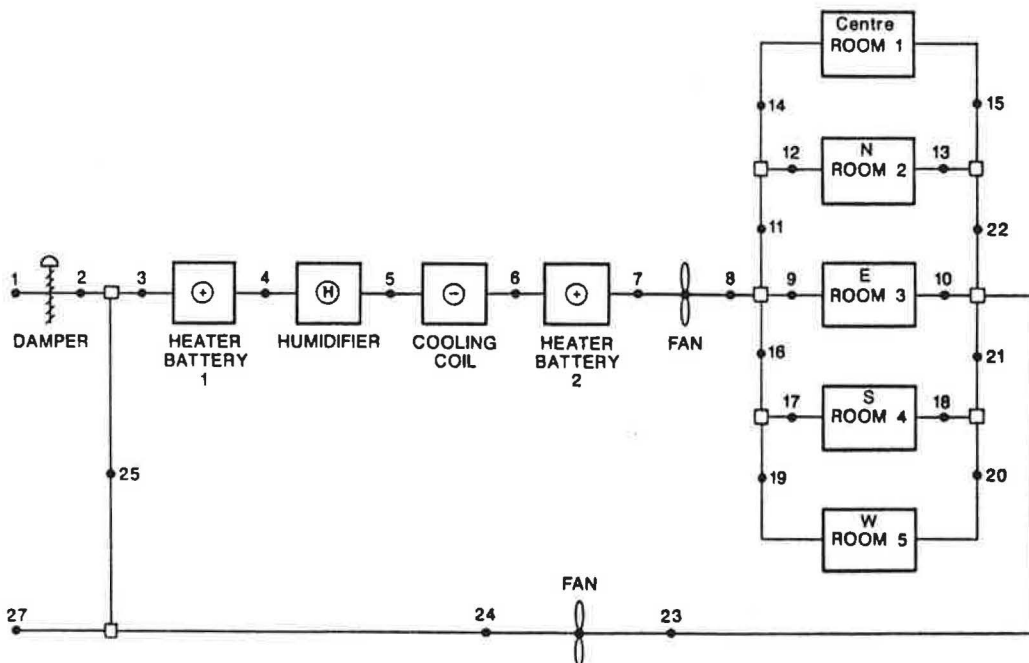 Centre
ROOM 1
14
15
12
N
ROOM 2
13
11
22
1
2
3
4
5
6
7
8
9
E
ROOM 3
10
+
H
−
+
DAMPER
HEATER
BATTERY
1
HUMIDIFIER
COOLING
COIL
HEATER
BATTERY
2
FAN
16
21
17
S
ROOM 4
18
25
19
20
W
ROOM 5
FAN
27
24
23